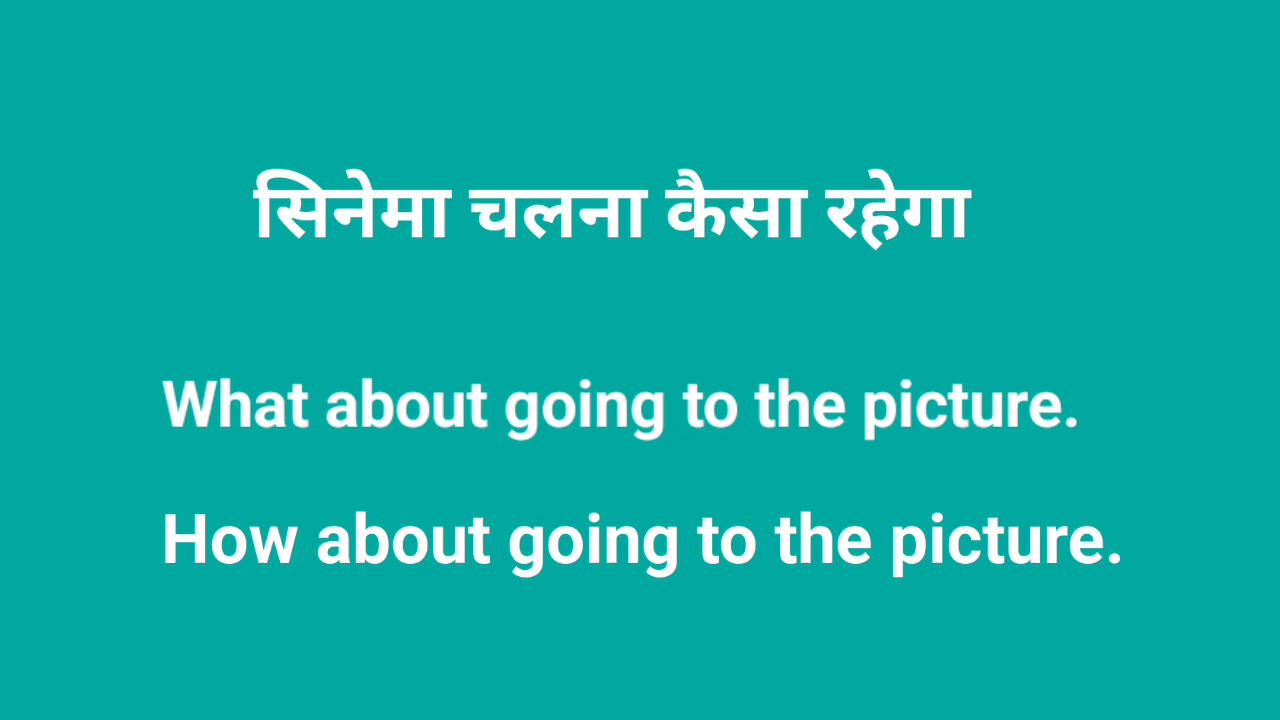 सिनेमा चलना कैसा रहेगा
What about going to the picture.
How about going to the picture.